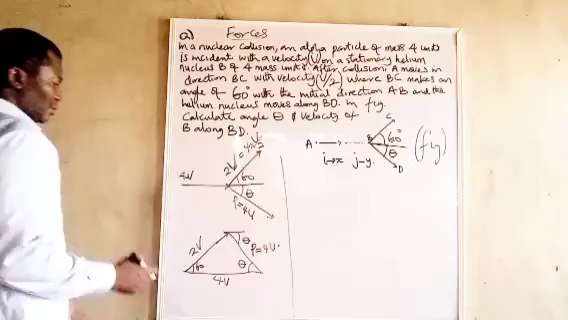 Q) Forces
In a nuclear collision, an alpha particle of mass 4 units
is incident with a velocity (V) on a stationary helium
nucleus B of 4 mass units. After collision, A moves in
direction BC with velocity (V/2) where BC makes an
angle of 60° with the initial direction AB and the
helium nucleus moves along BD. In fig.
Calculate angle θ & velocity of
B along BD.
A i→x j-y B C 60° θ D (fig)
4V 2V = 4V/2 60 θ P=4U
2V 60 4V θ θ P=4U